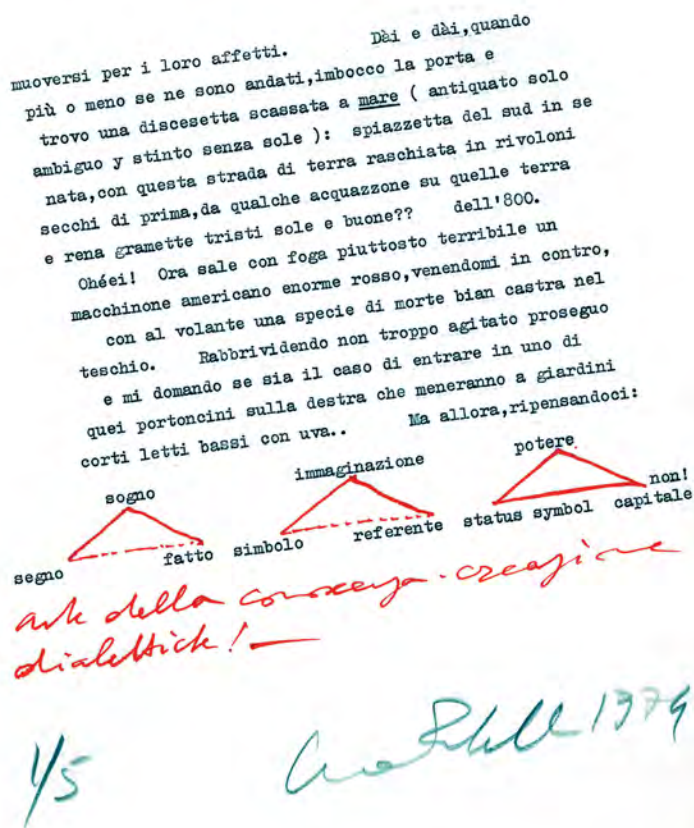 muoversi per i loro affetti. Dài e dài,quando
più o meno se ne sono andati,imbocco la porta e
trovo una discesetta scassata a mare ( antiquato solo
ambiguo y stinto senza sole ): spiazzetta del sud in se
nata,con questa strada di terra raschiata in rivoloni
secchi di prima,da qualche acquazzone su quelle terra
e rena gramette tristi sole e buone?? dell'800.
Ohéei! Ora sale con foga piuttosto terribile un
macchinone americano enorme rosso,venendomi in contro,
con al volante una specie di morte bian castra nel
teschio. Rabbrividendo non troppo agitato proseguo
e mi domando se sia il caso di entrare in uno di
quei portoncini sulla destra che meneranno a giardini
corti letti bassi con uva.. Ma allora,ripensandoci:
sogno immaginazione potere
segno fatto simbolo referente status symbol capitale non!
arte della conoscenza-creazione
dialettiche!—
1/5